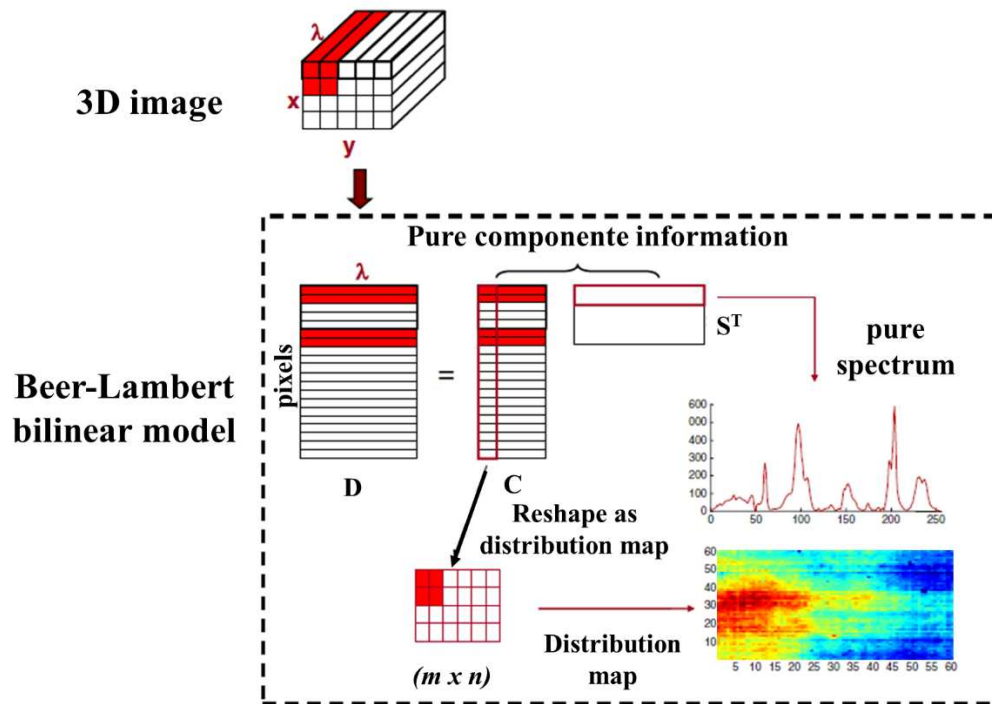 λ
3D image
x
y
Pure componente information
λ
pixels
=
Beer-Lambert
bilinear model
D
C
Sᵀ
pure
spectrum
600
500
400
300
200
100
0
0 50 100 150 200 250
Reshape as
distribution map
(m x n)
Distribution
map
60
50
40
30
20
10
5 10 15 20 25 30 35 40 45 50 55 60